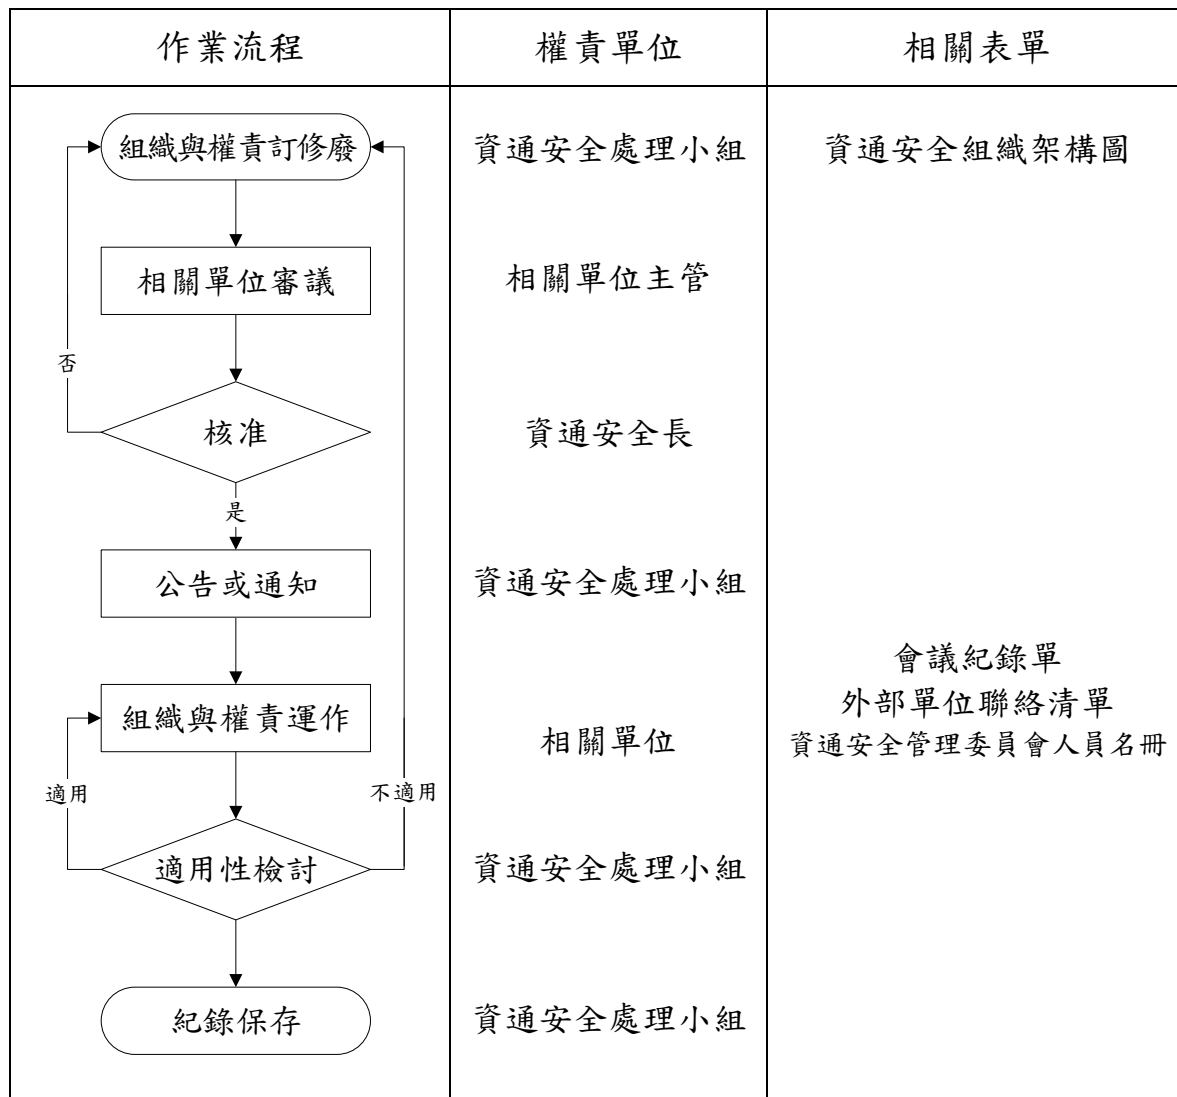 作業流程
權責單位
相關表單
組織與權責訂修廢
資通安全處理小組
資通安全組織架構圖
相關單位審議
相關單位主管
否
核准
資通安全長
是
公告或通知
資通安全處理小組
會議紀錄單
外部單位聯絡清單
資通安全管理委員會人員名冊
組織與權責運作
相關單位
適用
不適用
適用性檢討
資通安全處理小組
紀錄保存
資通安全處理小組